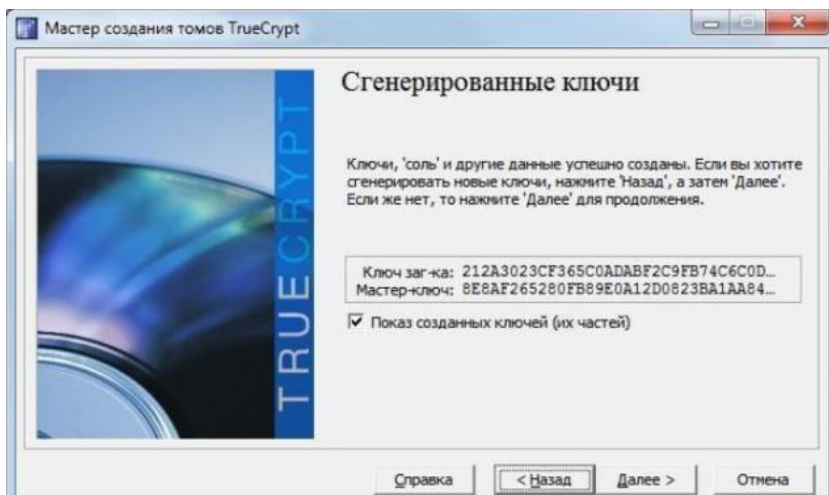 Мастер создания томов TrueCrypt
TRUECRYPT
Сгенерированные ключи
Ключи, 'соль' и другие данные успешно созданы. Если вы хотите
сгенерировать новые ключи, нажмите 'Назад', а затем 'Далее'.
Если же нет, то нажмите 'Далее' для продолжения.
Ключ заг-ка: 212A3023CF365C0ADABF2C9FB74C6C0D...
Мастер-ключ: 8E8AF265280FB89E0A12D0823BA1AA84...
Показ созданных ключей (их частей)
Справка
< Назад
Далее >
Отмена